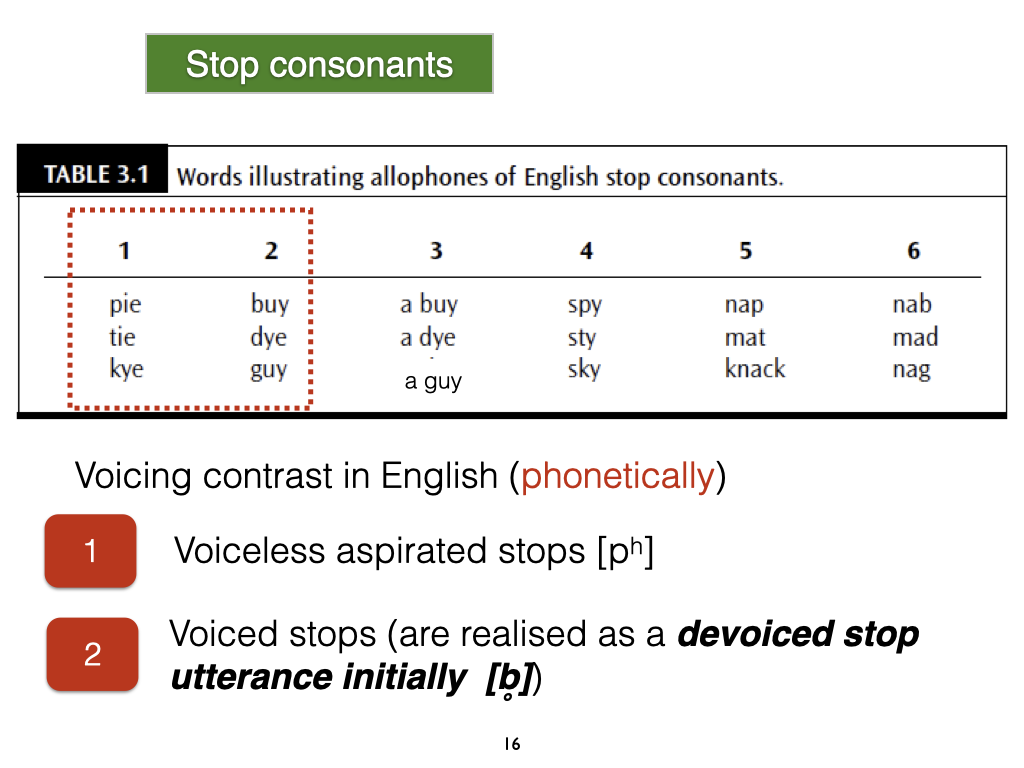 Stop consonants
TABLE 3.1 Words illustrating allophones of English stop consonants.
1 2 3 4 5 6
pie buy a buy spy nap nab
tie dye a dye sty mat mad
kye guy a guy sky knack nag
Voicing contrast in English (phonetically)
1 Voiceless aspirated stops [pʰ]
2 Voiced stops (are realised as a devoiced stop
utterance initially [b̥])
16